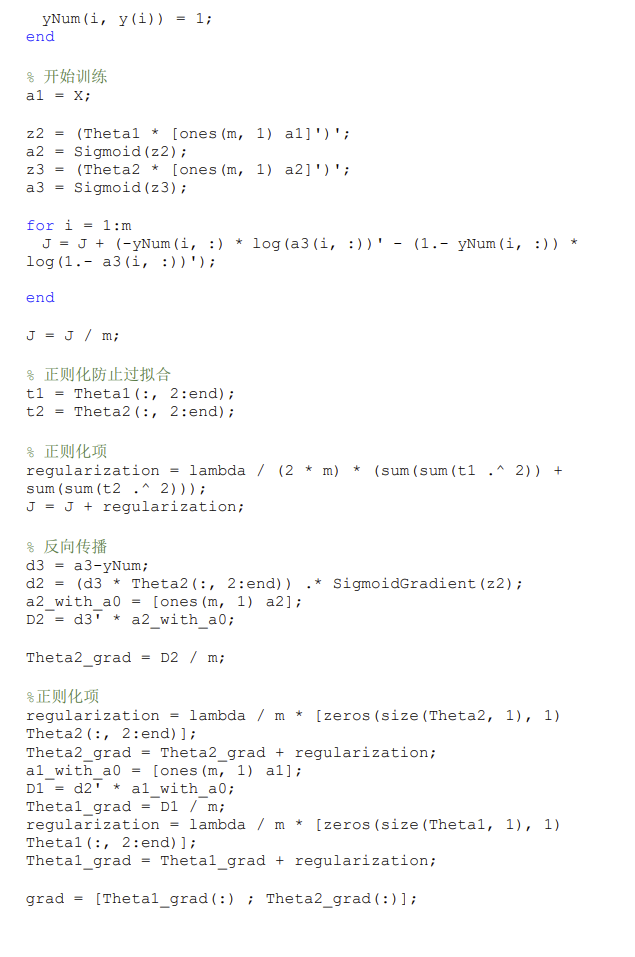 yNum(i, y(i)) = 1;
end
% 开始训练
a1 = X;
z2 = (Theta1 * [ones(m, 1) a1]')';
a2 = Sigmoid(z2);
z3 = (Theta2 * [ones(m, 1) a2]')';
a3 = Sigmoid(z3);
for i = 1:m
J = J + (-yNum(i, :) * log(a3(i, :))' - (1.- yNum(i, :)) *
log(1.- a3(i, :))');
end
J = J / m;
% 正则化防止过拟合
t1 = Theta1(:, 2:end);
t2 = Theta2(:, 2:end);
% 正则化项
regularization = lambda / (2 * m) * (sum(sum(t1 .^ 2)) +
sum(sum(t2 .^ 2)));
J = J + regularization;
% 反向传播
d3 = a3-yNum;
d2 = (d3 * Theta2(:, 2:end)) .* SigmoidGradient(z2);
a2_with_a0 = [ones(m, 1) a2];
D2 = d3' * a2_with_a0;
Theta2_grad = D2 / m;
%正则化项
regularization = lambda / m * [zeros(size(Theta2, 1), 1)
Theta2(:, 2:end)];
Theta2_grad = Theta2_grad + regularization;
a1_with_a0 = [ones(m, 1) a1];
D1 = d2' * a1_with_a0;
Theta1_grad = D1 / m;
regularization = lambda / m * [zeros(size(Theta1, 1), 1)
Theta1(:, 2:end)];
Theta1_grad = Theta1_grad + regularization;
grad = [Theta1_grad(:) ; Theta2_grad(:)];